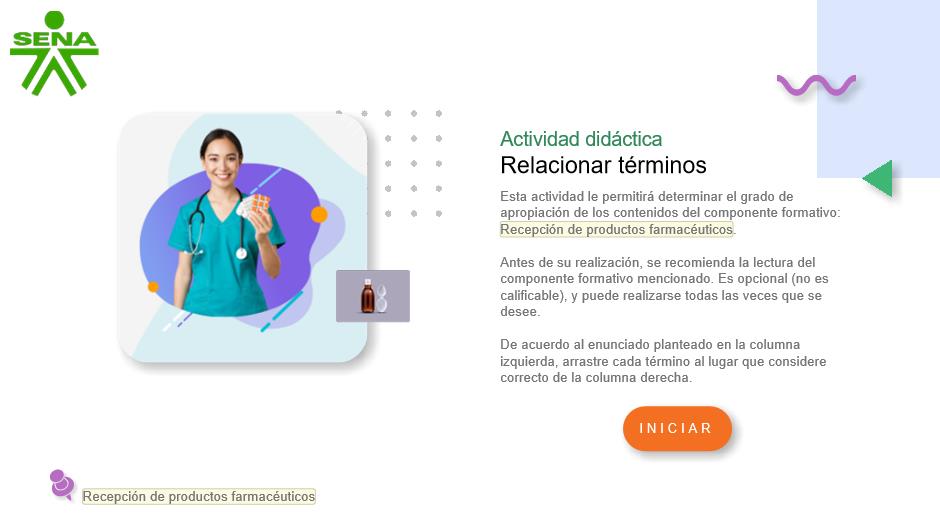 SENA
Actividad didáctica
Relacionar términos
Esta actividad le permitirá determinar el grado de
apropiación de los contenidos del componente formativo:
Recepción de productos farmacéuticos.
Antes de su realización, se recomienda la lectura del
componente formativo mencionado. Es opcional (no es
calificable), y puede realizarse todas las veces que se
desee.
De acuerdo al enunciado planteado en la columna
izquierda, arrastre cada término al lugar que considere
correcto de la columna derecha.
INICIAR
Recepción de productos farmacéuticos